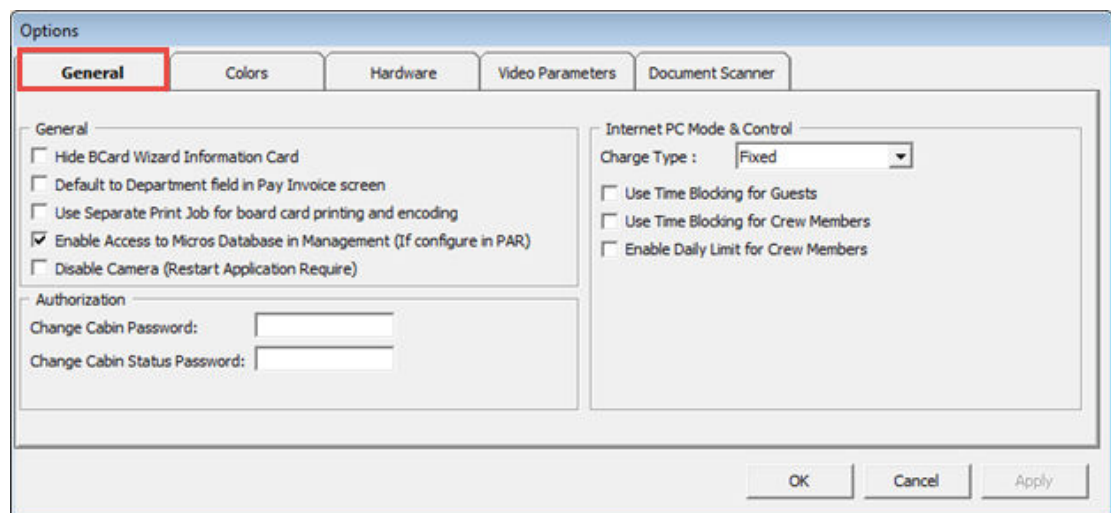 Options
General Colors Hardware Video Parameters Document Scanner
General
Hide BCard Wizard Information Card
Default to Department field in Pay Invoice screen
Use Separate Print Job for board card printing and encoding
Enable Access to Micros Database in Management (If configure in PAR)
Disable Camera (Restart Application Require)
Authorization
Change Cabin Password:
Change Cabin Status Password:
Internet PC Mode & Control
Charge Type : Fixed
Use Time Blocking for Guests
Use Time Blocking for Crew Members
Enable Daily Limit for Crew Members
OK Cancel Apply